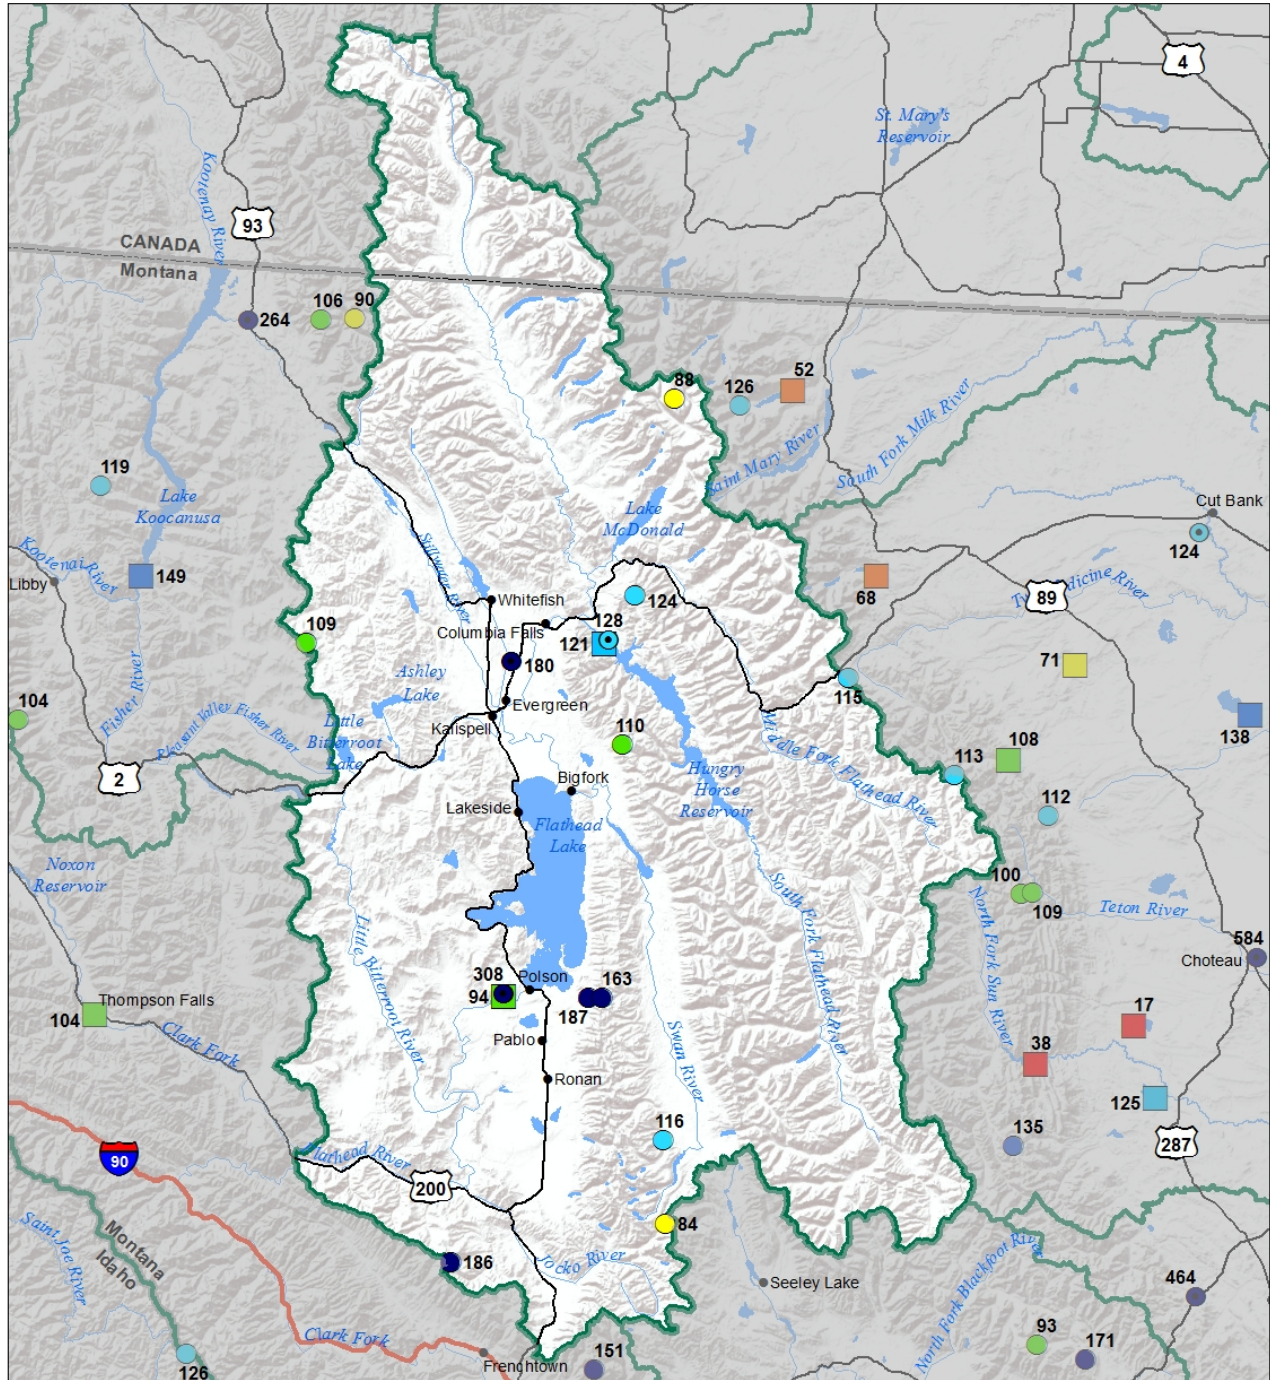 4
St. Mary's
Reservoir
Kootenay River
93
CANADA
Montana
264
106
90
88
126
52
Saint Mary River
South Fork Milk River
119
Lake
Koocanusa
Lake
McDonald
Cut Bank
124
Kootenai River
149
Libby
Stillwater River
Whitefish
Columbia Falls
124
128
121
68
89
109
180
Ashley
Lake
Evergreen
Kalispell
71
115
104
Fisher River
Pleasant Valley Fisher River
Little
Bitterroot
Lake
110
Middle Fork Flathead River
138
2
Bigfork
Hungry
Horse
Reservoir
113
108
112
Lakeside
Flathead
Lake
Noxon
Reservoir
100
109
Teton River
Little Bitterroot River
South Fork Flathead River
North Fork Sun River
584
Choteau
308
94
Polson
163
187
Thompson Falls
104
Clark Fork
Pablo
Swan River
17
38
Ronan
125
116
135
287
90
Flathead River
200
84
Saint Joe River
Montana
Idaho
186
Jocko River
Seeley Lake
North Fork Blackfoot River
464
Clark Fork
93
171
126
Frenchtown
151